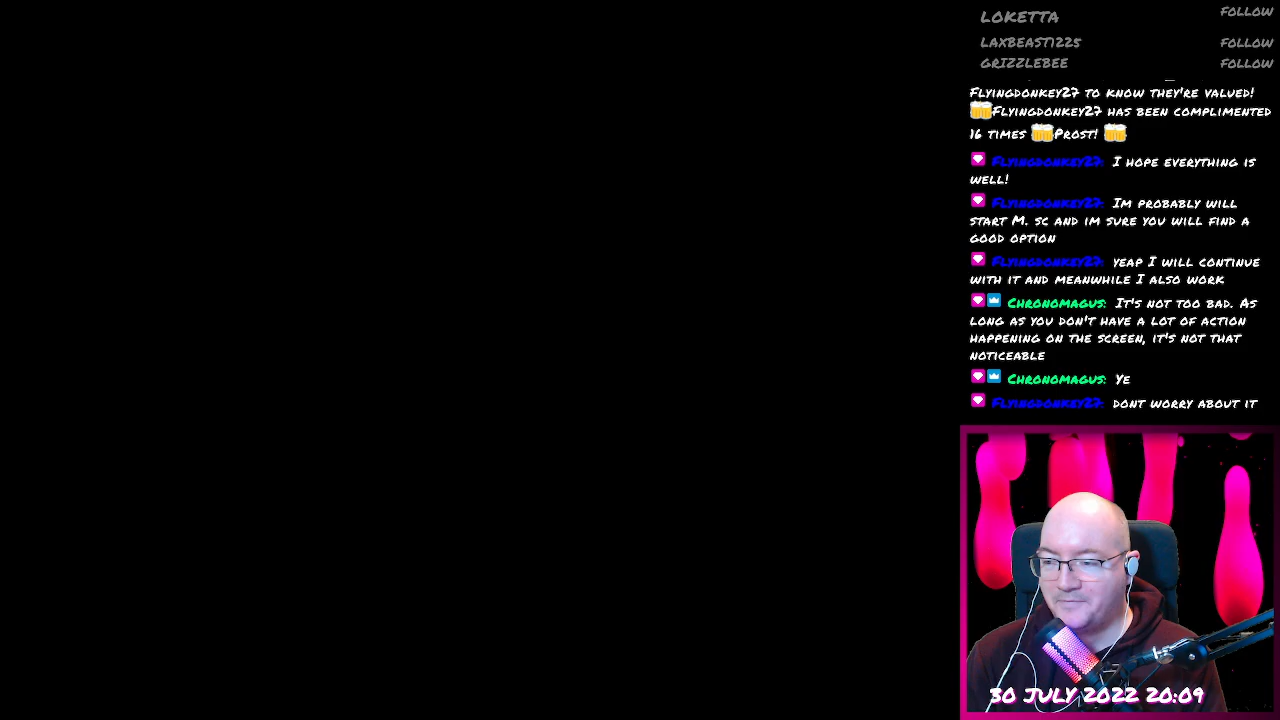 LOKETTA FOLLOW
LAXBEAST1225 FOLLOW
GRIZZLEBEE FOLLOW
FLYINGDONKEY27 TO KNOW THEY'RE VALUED!
FLYINGDONKEY27 HAS BEEN COMPLIMENTED
16 TIMES PROST!
FLYINGDONKEY27: I HOPE EVERYTHING IS
WELL!
FLYINGDONKEY27: IM PROBABLY WILL
START M. SC AND IM SURE YOU WILL FIND A
GOOD OPTION
FLYINGDONKEY27: YEAP I WILL CONTINUE
WITH IT AND MEANWHILE I ALSO WORK
CHRONOMAGUS: IT'S NOT TOO BAD. AS
LONG AS YOU DON'T HAVE A LOT OF ACTION
HAPPENING ON THE SCREEN, IT'S NOT THAT
NOTICEABLE
CHRONOMAGUS: YE
FLYINGDONKEY27: DONT WORRY ABOUT IT
30 JULY 2022 20:09